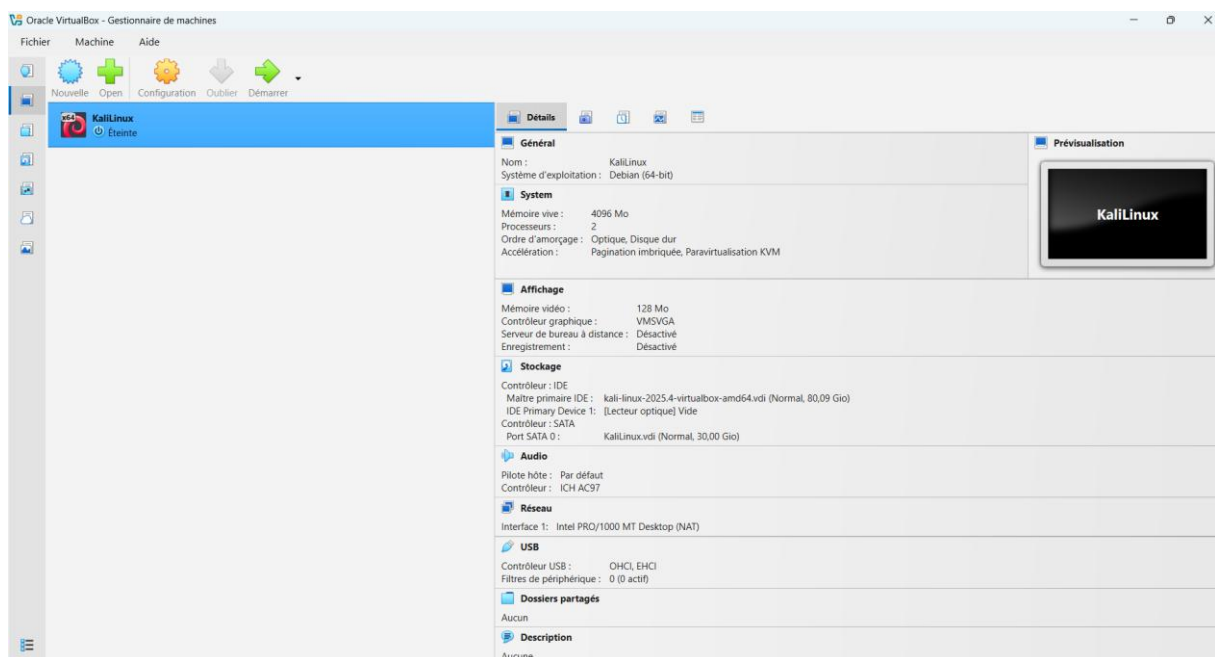 Oracle VirtualBox - Gestionnaire de machines
Fichier Machine Aide
Nouvelle Open Configuration Oublier Démarrer
x64
KaliLinux
Éteinte
Détails
Général
Nom : KaliLinux
Système d'exploitation : Debian (64-bit)
Prévisualisation
KaliLinux
System
Mémoire vive : 4096 Mo
Processeurs : 2
Ordre d'amorçage : Optique, Disque dur
Accélération : Pagination imbriquée, Paravirtualisation KVM
Affichage
Mémoire vidéo : 128 Mo
Contrôleur graphique : VMSVGA
Serveur de bureau à distance : Désactivé
Enregistrement : Désactivé
Stockage
Contrôleur : IDE
Maître primaire IDE : kali-linux-2025.4-virtualbox-amd64.vdi (Normal, 80,09 Gio)
IDE Primary Device 1: [Lecteur optique] Vide
Contrôleur : SATA
Port SATA 0 : KaliLinux.vdi (Normal, 30,00 Gio)
Audio
Pilote hôte : Par défaut
Contrôleur : ICH AC97
Réseau
Interface 1: Intel PRO/1000 MT Desktop (NAT)
USB
Contrôleur USB : OHCI, EHCI
Filtres de périphérique : 0 (0 actif)
Dossiers partagés
Aucun
Description
Aucune